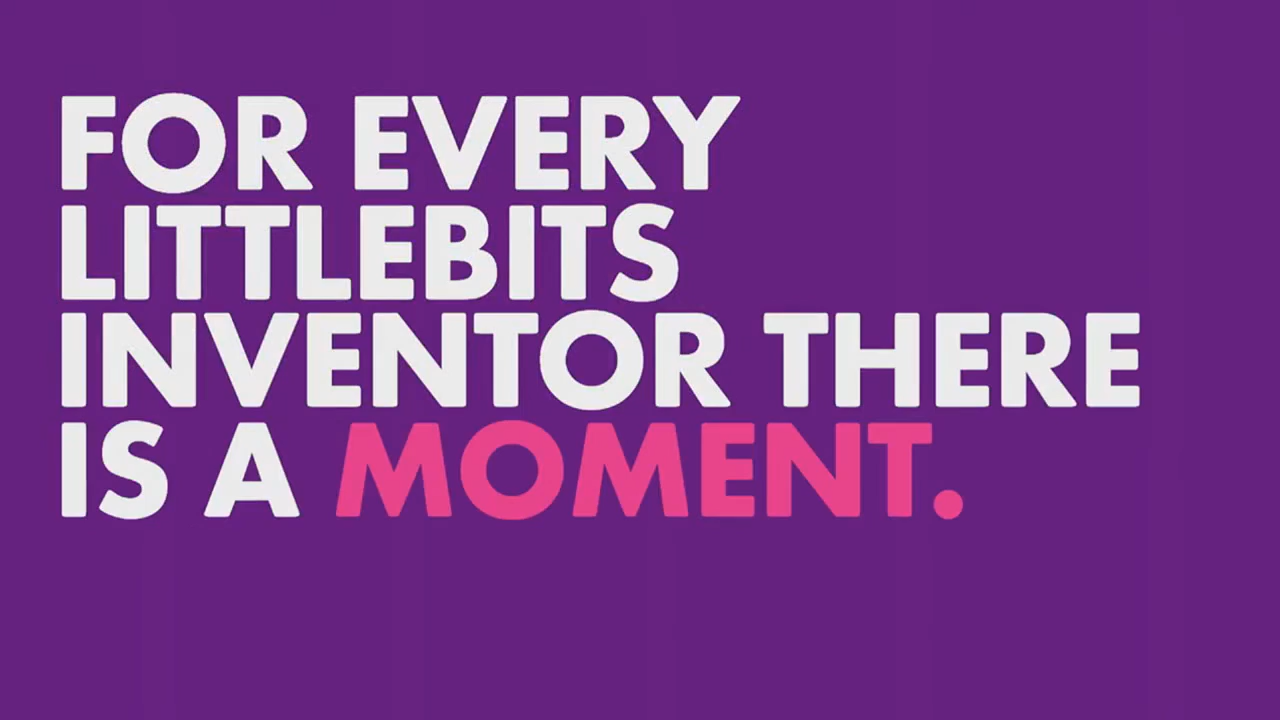 FOR EVERY
LITTLEBITS
INVENTOR THERE
IS A MOMENT.